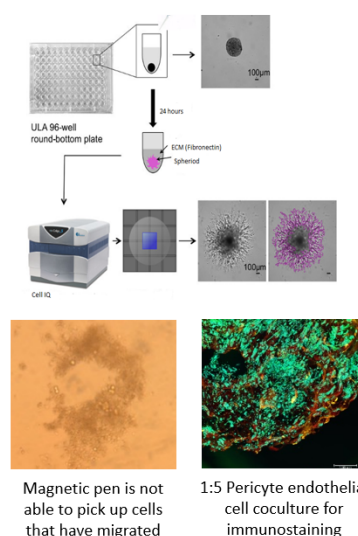 100µm
24 hours
ULA 96-well
round-bottom plate
ECM (Fibronectin)
Spheriod
100µm
Cell IQ
Magnetic pen is not
able to pick up cells
that have migrated
1:5 Pericyte endothelia
cell coculture for
immunostaining